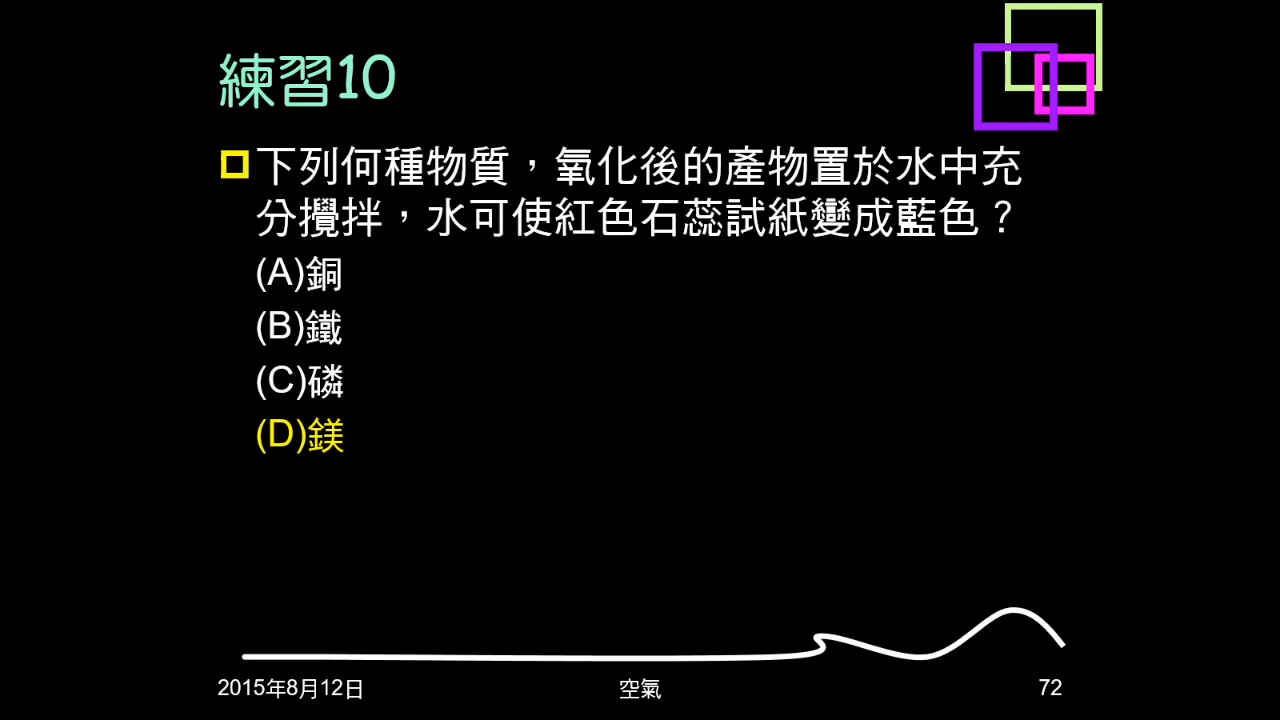 練習10
下列何種物質，氧化後的產物置於水中充
分攪拌，水可使紅色石蕊試紙變成藍色？
(A)銅
(B)鐵
(C)磷
(D)鎂
2015年8月12日 空氣 72